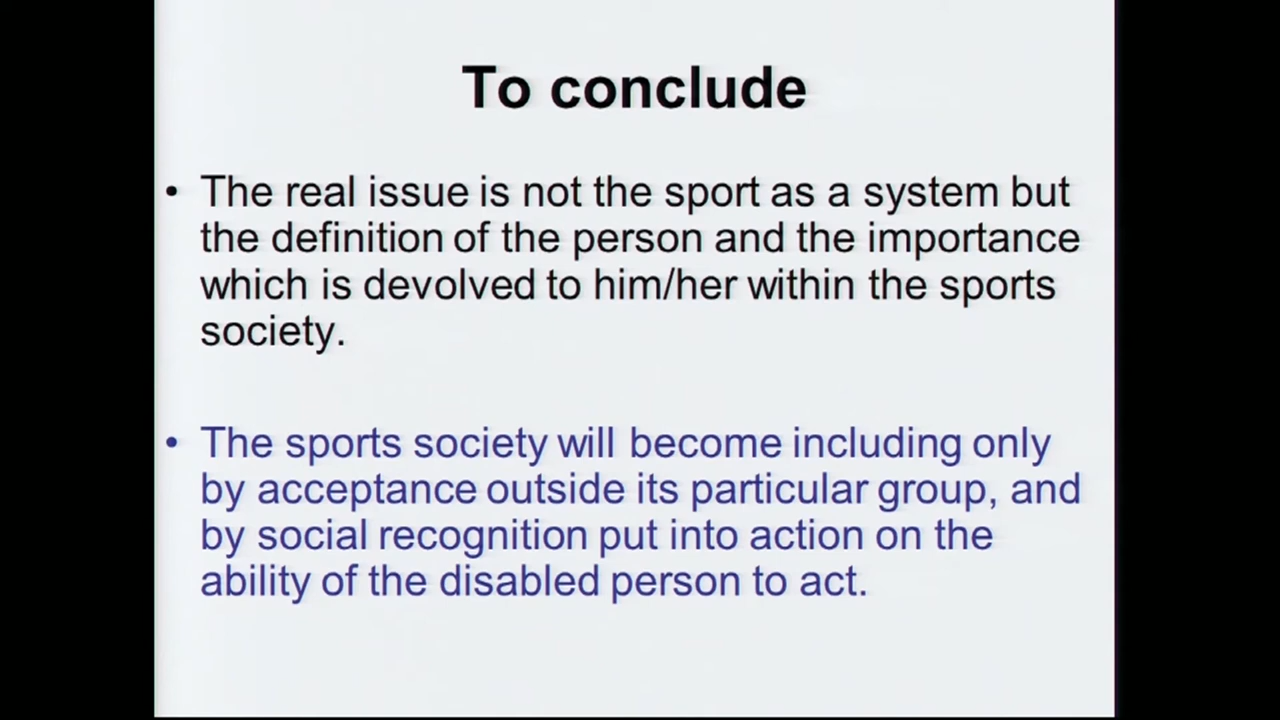 To conclude
• The real issue is not the sport as a system but
the definition of the person and the importance
which is devolved to him/her within the sports
society.
• The sports society will become including only
by acceptance outside its particular group, and
by social recognition put into action on the
ability of the disabled person to act.